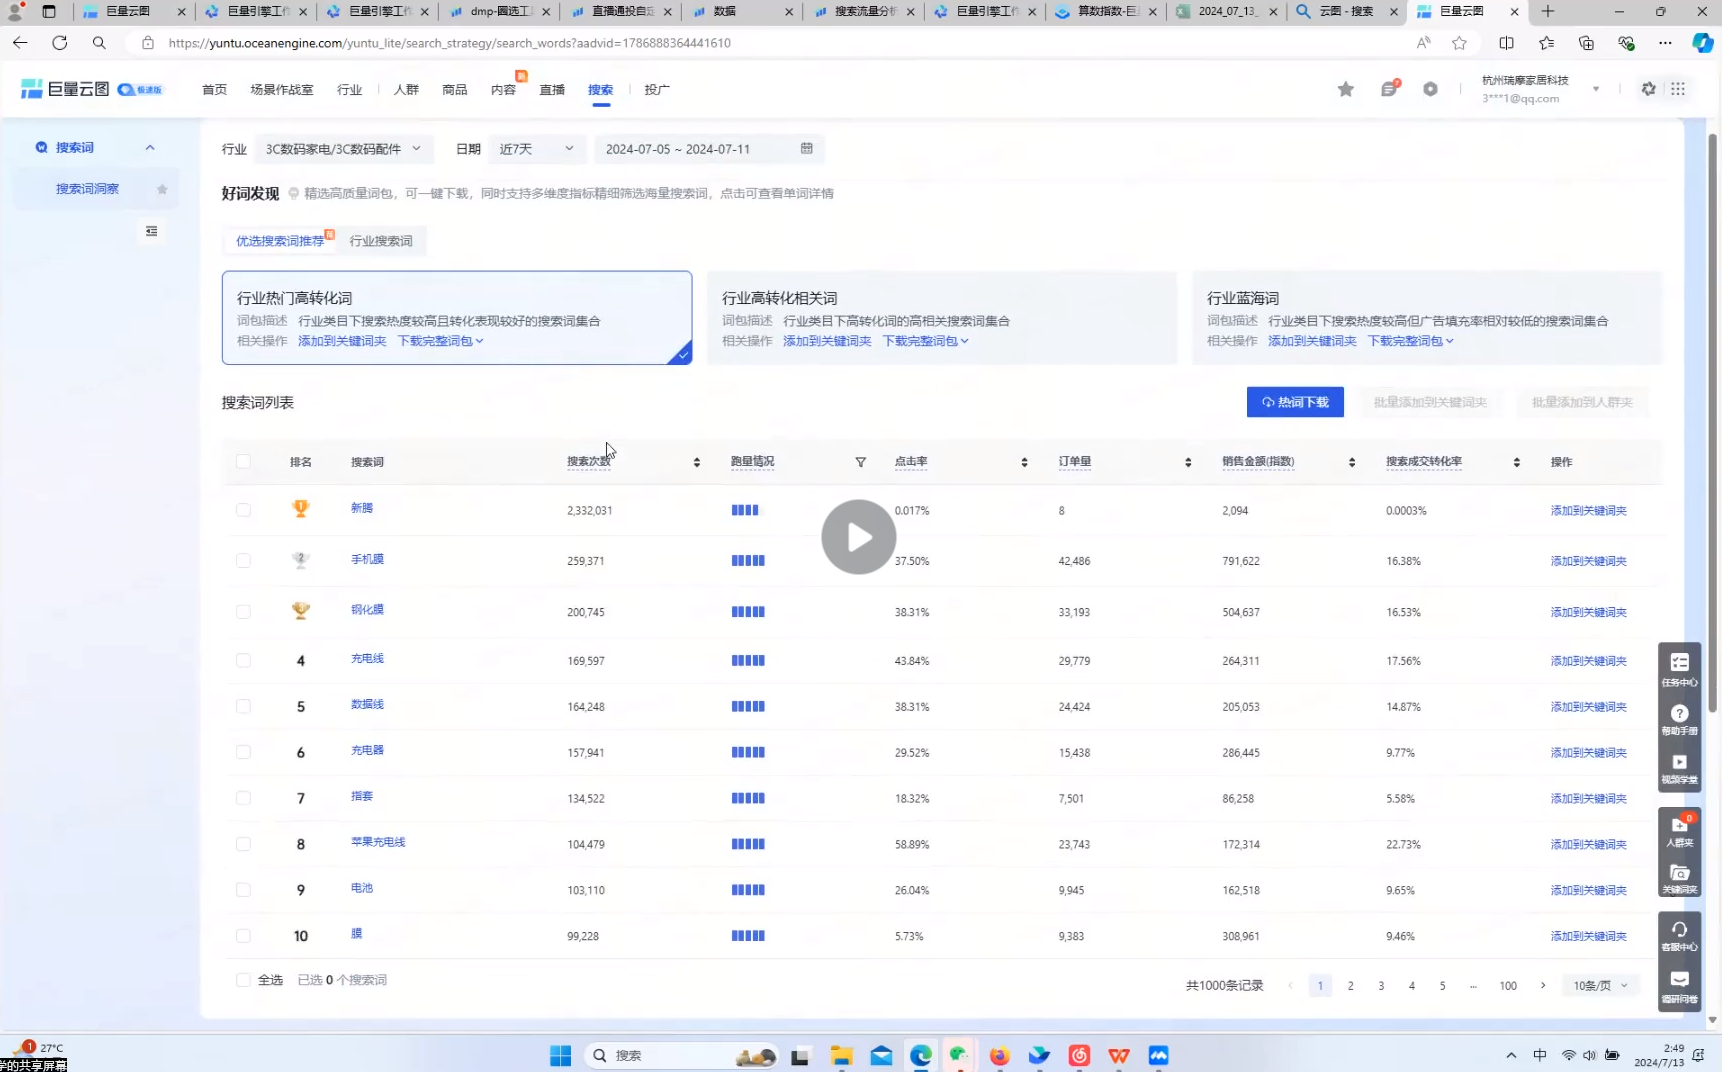 巨量云图
巨量引擎工作
巨量引擎工作
dmp-圈选工具
直播通投自定
数据
搜索流量分析
巨量引擎工作
算数指数-巨
2024_07_13_
云图 - 搜索
巨量云图
https://yuntu.oceanengine.com/yuntu_lite/search_strategy/search_words?aadvid=1786888364441610
巨量云图 极速版
首页 场景作战室 行业 人群 商品 内容 直播 搜索 投广
杭州瑞摩家居科技
3***1@qq.com
搜索词
搜索词洞察
行业 3C数码家电/3C数码配件 日期 近7天 2024-07-05 ~ 2024-07-11
好词发现 精选高质量词包，可一键下载，同时支持多维度指标精细筛选海量搜索词，点击可查看单词详情
优选搜索词推荐 行业搜索词
行业热门高转化词
词包描述 行业类目下搜索热度较高且转化表现较好的搜索词集合
相关操作 添加到关键词夹 下载完整词包
行业高转化相关词
词包描述 行业类目下高转化词的高相关搜索词集合
相关操作 添加到关键词夹 下载完整词包
行业蓝海词
词包描述 行业类目下搜索热度较高但广告填充率相对较低的搜索词集合
相关操作 添加到关键词夹 下载完整词包
搜索词列表 热词下载 批量添加到关键词夹 批量添加到人群夹
排名 搜索词 搜索次数 跑量情况 点击率 订单量 销售金额(指数) 搜索成交转化率 操作
1 新腾 2,332,031 0.017% 8 2,094 0.0003% 添加到关键词夹
2 手机膜 259,371 37.50% 42,486 791,622 16.38% 添加到关键词夹
钢化膜 200,745 38.31% 33,193 504,637 16.53% 添加到关键词夹
4 充电线 169,597 43.84% 29,779 264,311 17.56% 添加到关键词夹
5 数据线 164,248 38.31% 24,424 205,053 14.87% 添加到关键词夹
6 充电器 157,941 29.52% 15,438 286,445 9.77% 添加到关键词夹
7 指套 134,522 18.32% 7,501 86,258 5.58% 添加到关键词夹
8 苹果充电线 104,479 58.89% 23,743 172,314 22.73% 添加到关键词夹
9 电池 103,110 26.04% 9,945 162,518 9.65% 添加到关键词夹
10 膜 99,228 5.73% 9,383 308,961 9.46% 添加到关键词夹
全选 已选 0 个搜索词
共1000条记录 1 2 3 4 5 ... 100 10条/页
任务中心
帮助手册
视频学堂
0
人群夹
关键词夹
客服中心
调研问卷
1 27°C
学的共享屏幕
搜索
中
2:49
2024/7/13